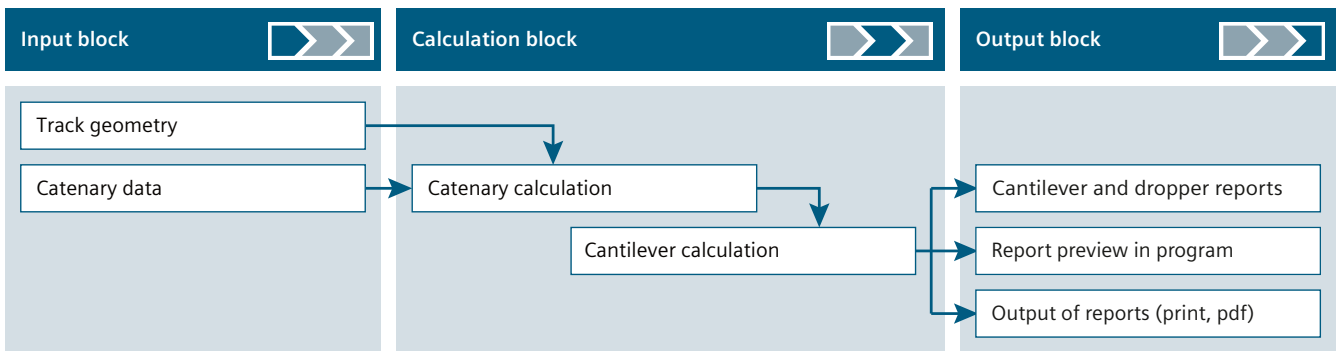 Input block
Calculation block
Output block
Track geometry
Catenary data
Catenary calculation
Cantilever calculation
Cantilever and dropper reports
Report preview in program
Output of reports (print, pdf)